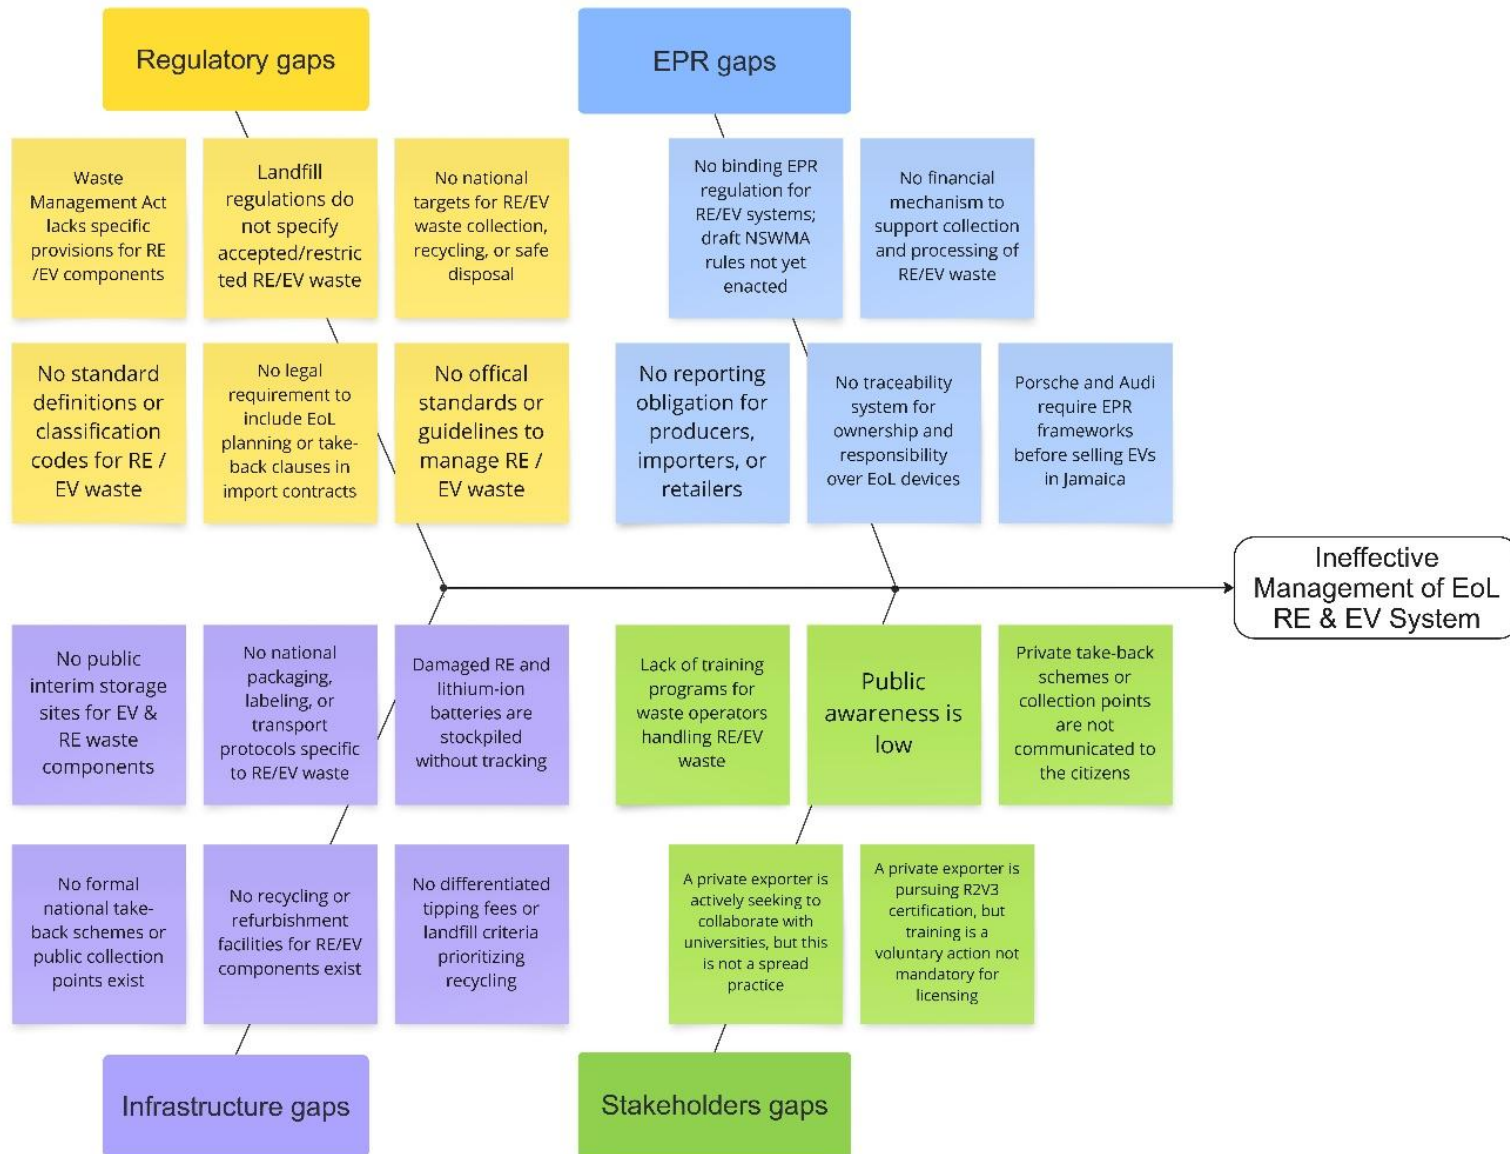 Regulatory gaps
EPR gaps
Waste
Management Act
lacks specific
provisions for RE
/EV components
Landfill
regulations do
not specify
accepted/restric
ted RE/EV waste
No national
targets for RE/EV
waste collection,
recycling, or safe
disposal
No binding EPR
regulation for
RE/EV systems;
draft NSWMA
rules not yet
enacted
No financial
mechanism to
support collection
and processing of
RE/EV waste
No standard
definitions or
classification
codes for RE /
EV waste
No legal
requirement to
include EoL
planning or take-
back clauses in
import contracts
No offical
standards or
guidelines to
manage RE /
EV waste
No reporting
obligation for
producers,
importers, or
retailers
No traceability
system for
ownership and
responsibility
over EoL devices
Porsche and Audi
require EPR
frameworks
before selling EVs
in Jamaica
Ineffective
Management of EoL
RE & EV System
No public
interim storage
sites for EV &
RE waste
components
No national
packaging,
labeling, or
transport
protocols specific
to RE/EV waste
Damaged RE and
lithium-ion
batteries are
stockpiled
without tracking
Lack of training
programs for
waste operators
handling RE/EV
waste
Public
awareness is
low
Private take-back
schemes or
collection points
are not
communicated to
the citizens
No formal
national take-
back schemes or
public collection
points exist
No recycling or
refurbishment
facilities for RE/EV
components exist
No differentiated
tipping fees or
landfill criteria
prioritizing
recycling
A private exporter is
actively seeking to
collaborate with
universities, but this
is not a spread
practice
A private exporter is
pursuing R2V3
certification, but
training is a
voluntary action not
mandatory for
licensing
Infrastructure gaps
Stakeholders gaps